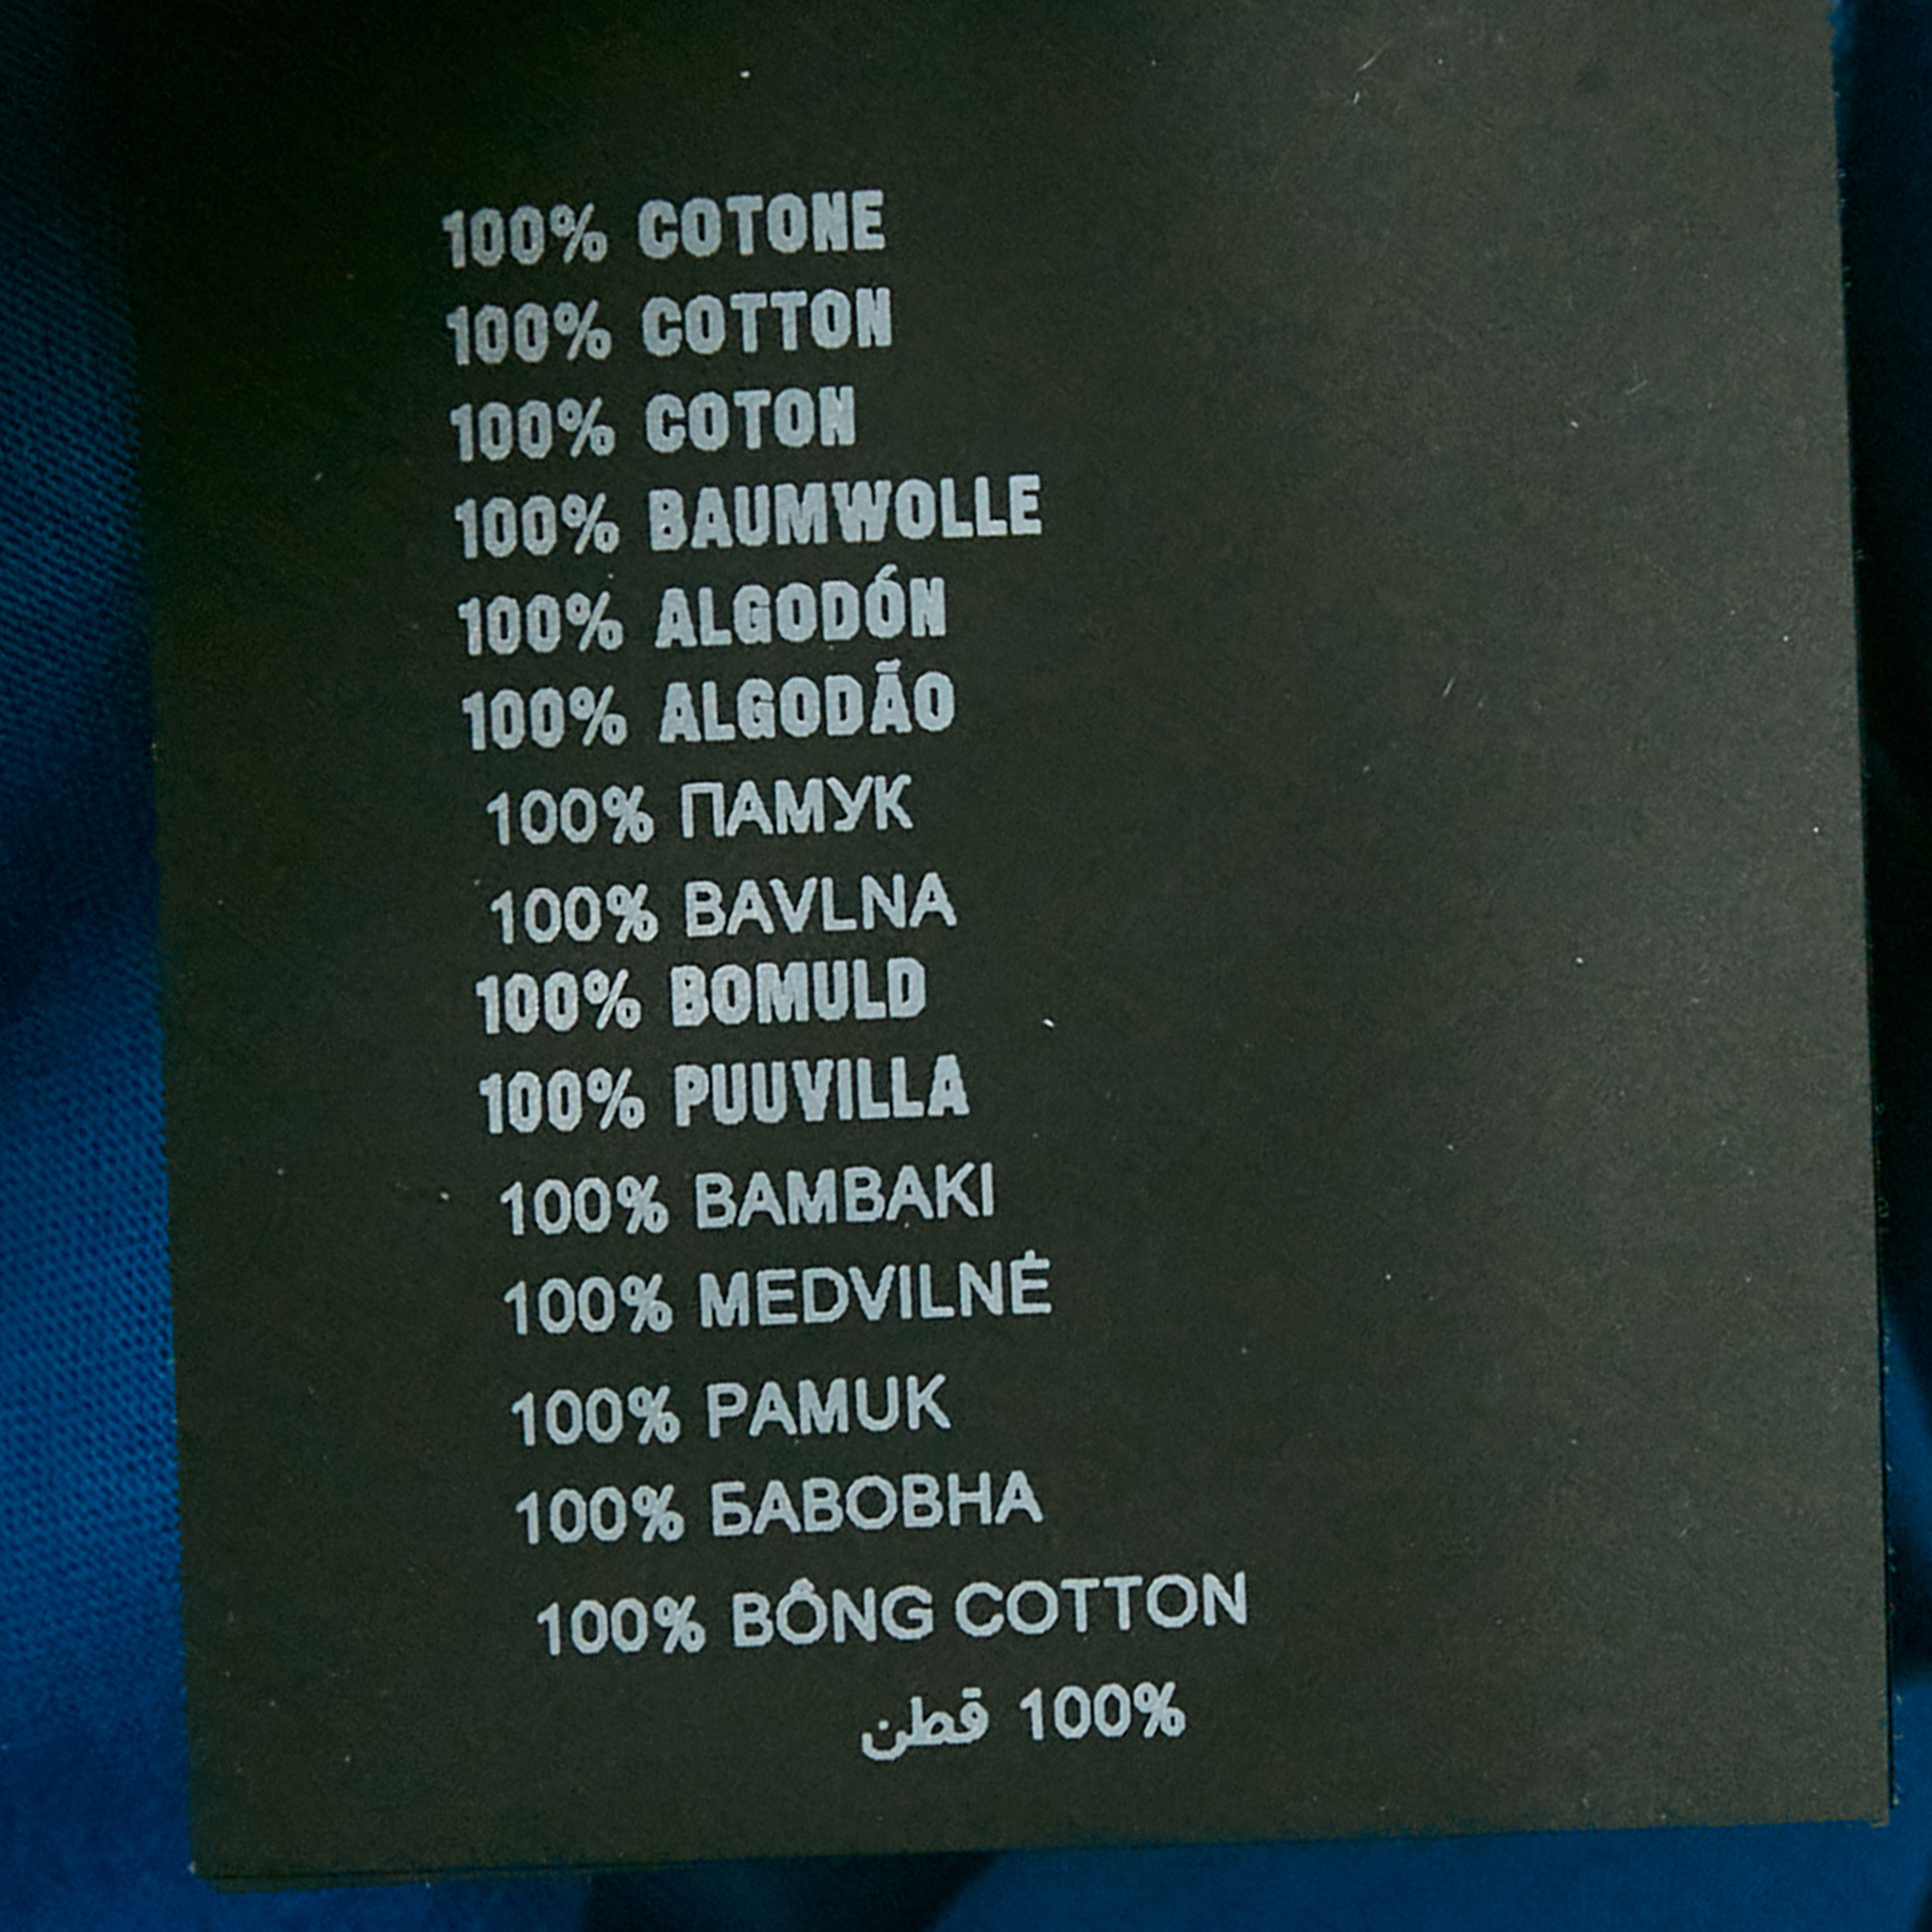 100% COTONE
100% COTTON
100% COTON
100% BAUMWOLLE
100% ALGODÓN
100% ALGODÃO
100% ПАМУК
100% BAVLNA
100% BOMULD
100% PUUVILLA
100% BAMBAKI
100% MEDVILNĖ
100% PAMUK
100% БАВОВНА
100% BÔNG COTTON
100% قطن